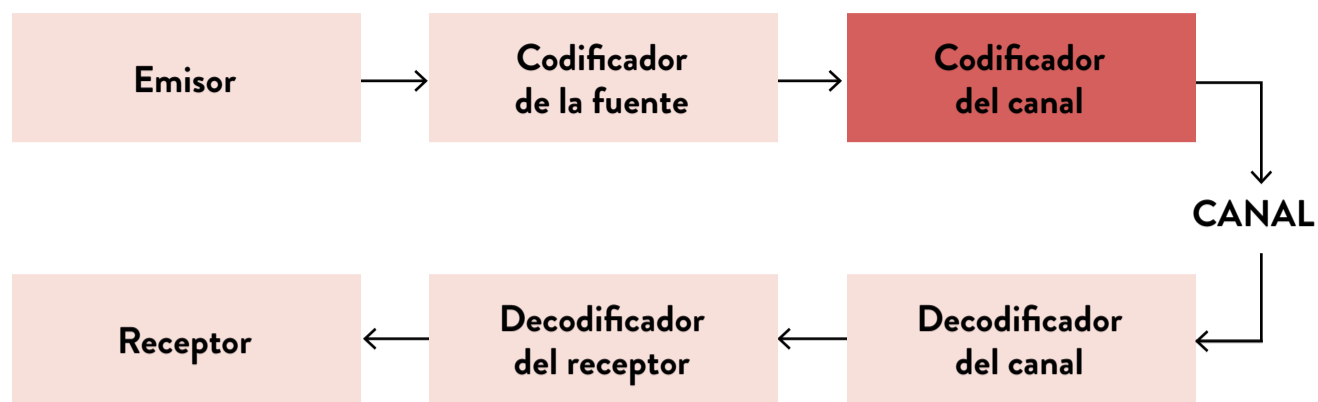 Emisor
Codificador
de la fuente
Codificador
del canal
CANAL
Receptor
Decodificador
del receptor
Decodificador
del canal